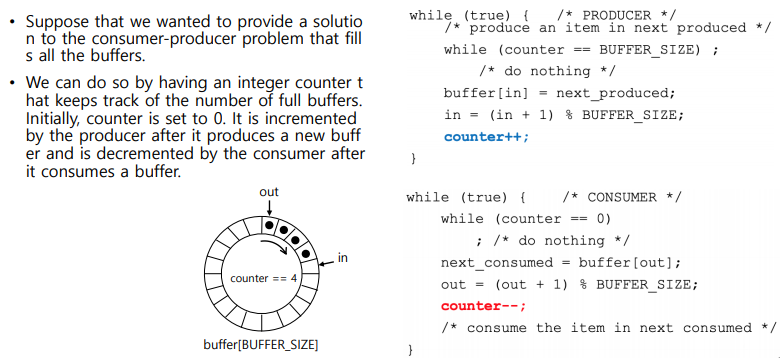 • Suppose that we wanted to provide a solutio
n to the consumer-producer problem that fill
s all the buffers.
• We can do so by having an integer counter t
hat keeps track of the number of full buffers.
Initially, counter is set to 0. It is incremented
by the producer after it produces a new buff
er and is decremented by the consumer after
it consumes a buffer.
out
in
counter == 4
buffer[BUFFER_SIZE]
while (true) {    /* PRODUCER */
/* produce an item in next produced */
while (counter == BUFFER_SIZE) ;
/* do nothing */
buffer[in] = next_produced;
in = (in + 1) % BUFFER_SIZE;
counter++;
}
while (true) {    /* CONSUMER */
while (counter == 0)
; /* do nothing */
next_consumed = buffer[out];
out = (out + 1) % BUFFER_SIZE;
counter--;
/* consume the item in next consumed */
}